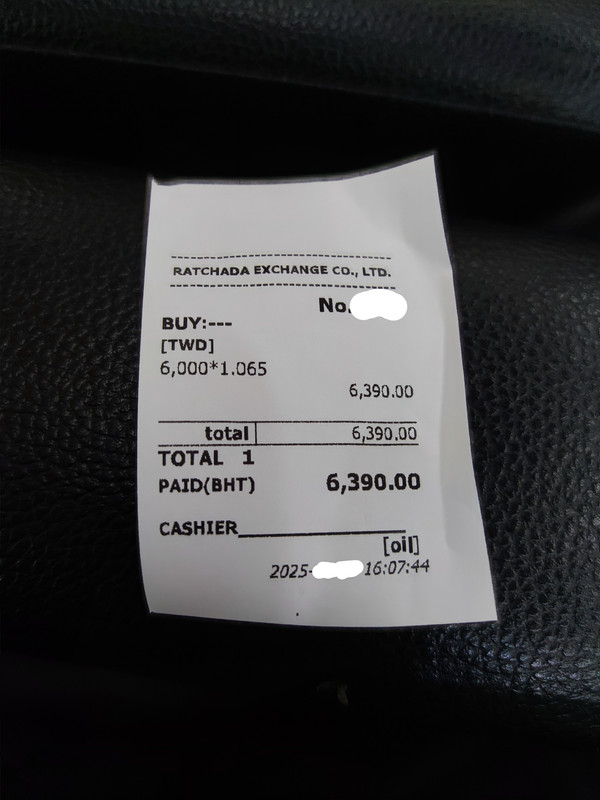 RATCHADA EXCHANGE CO., LTD.
No.
BUY:---
[TWD]
6,000*1.065
6,390.00
total 6,390.00
TOTAL 1
PAID(BHT) 6,390.00
CASHIER
[oil]
2025- 16:07:44